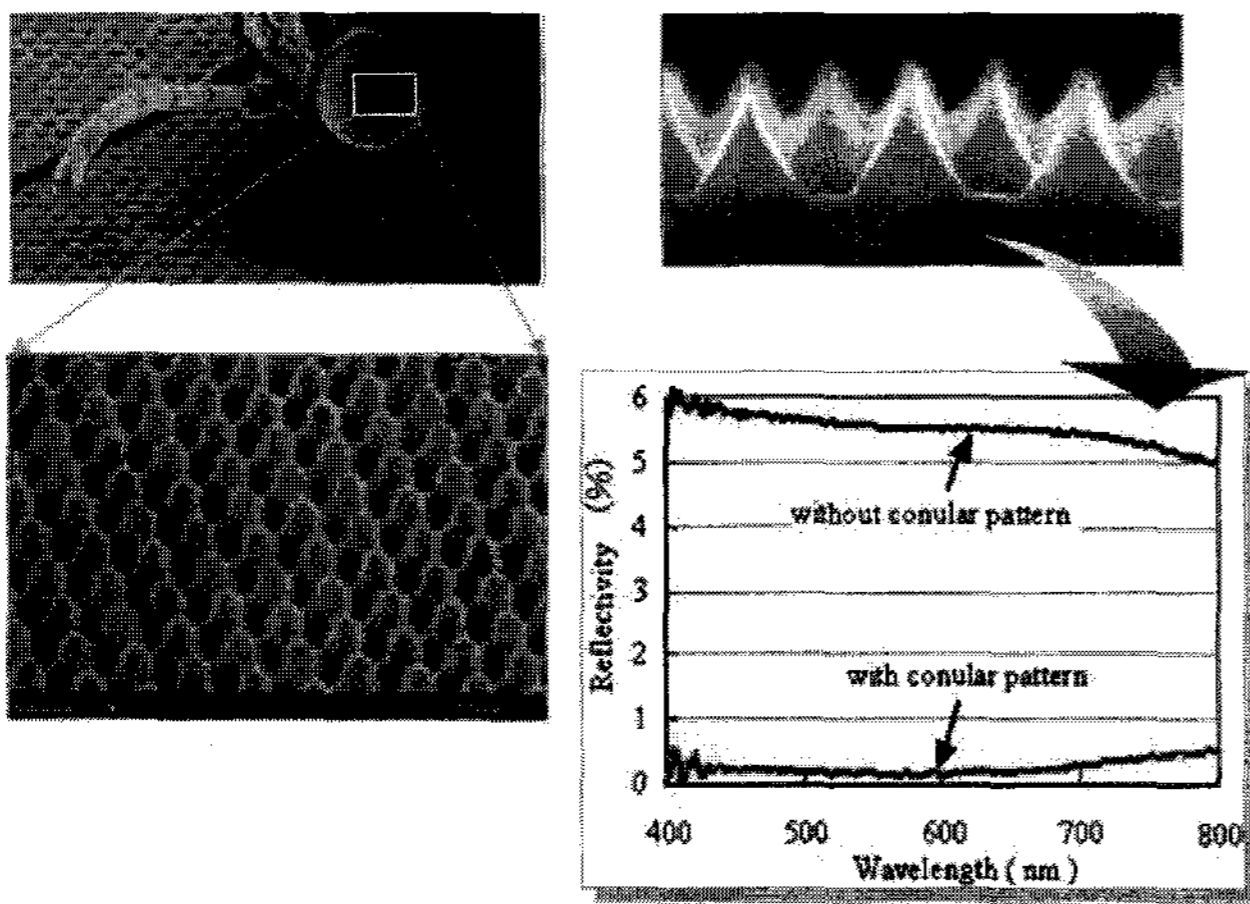 6
5
4
3
2
1
0
Reflectivity (%)
without conular pattern
with conular pattern
400 500 600 700 800
Wavelength ( nm )